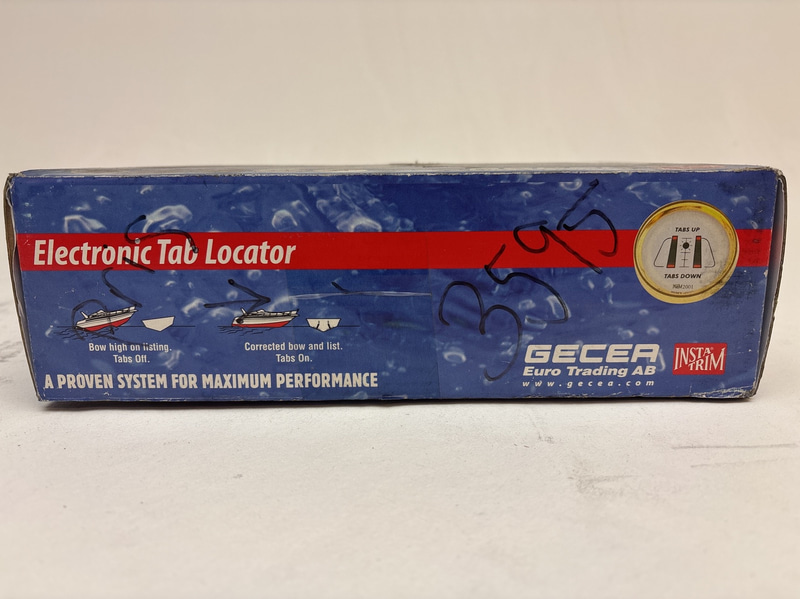 Electronic Tab Locator
Pris
3595
TABS UP
TABS DOWN
Bow high on listing.
Tabs Off.
Corrected bow and list.
Tabs On.
A PROVEN SYSTEM FOR MAXIMUM PERFORMANCE
GECEA
Euro Trading AB
www.gecea.com
INSTA
TRIM